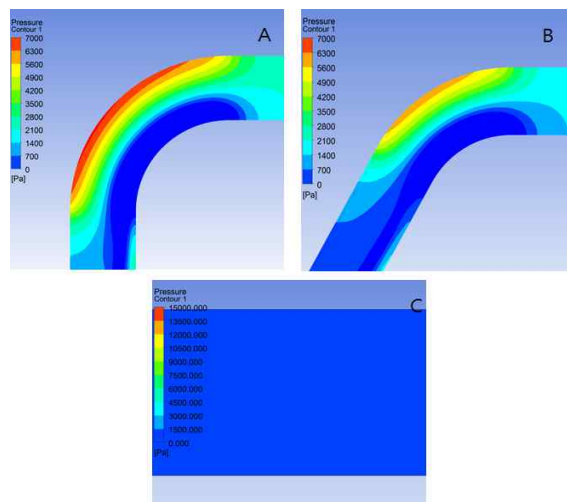 Pressure
Contour 1
A
7000
6300
5600
4900
4200
3500
2800
2100
1400
700
0
[Pa]
Pressure
Contour 1
B
7000
6300
5600
4900
4200
3500
2800
2100
1400
700
0
[Pa]
Pressure
Contour 1
C
15000.000
13500.000
12000.000
10500.000
9000.000
7500.000
6000.000
4500.000
3000.000
1500.000
0.000
[Pa]